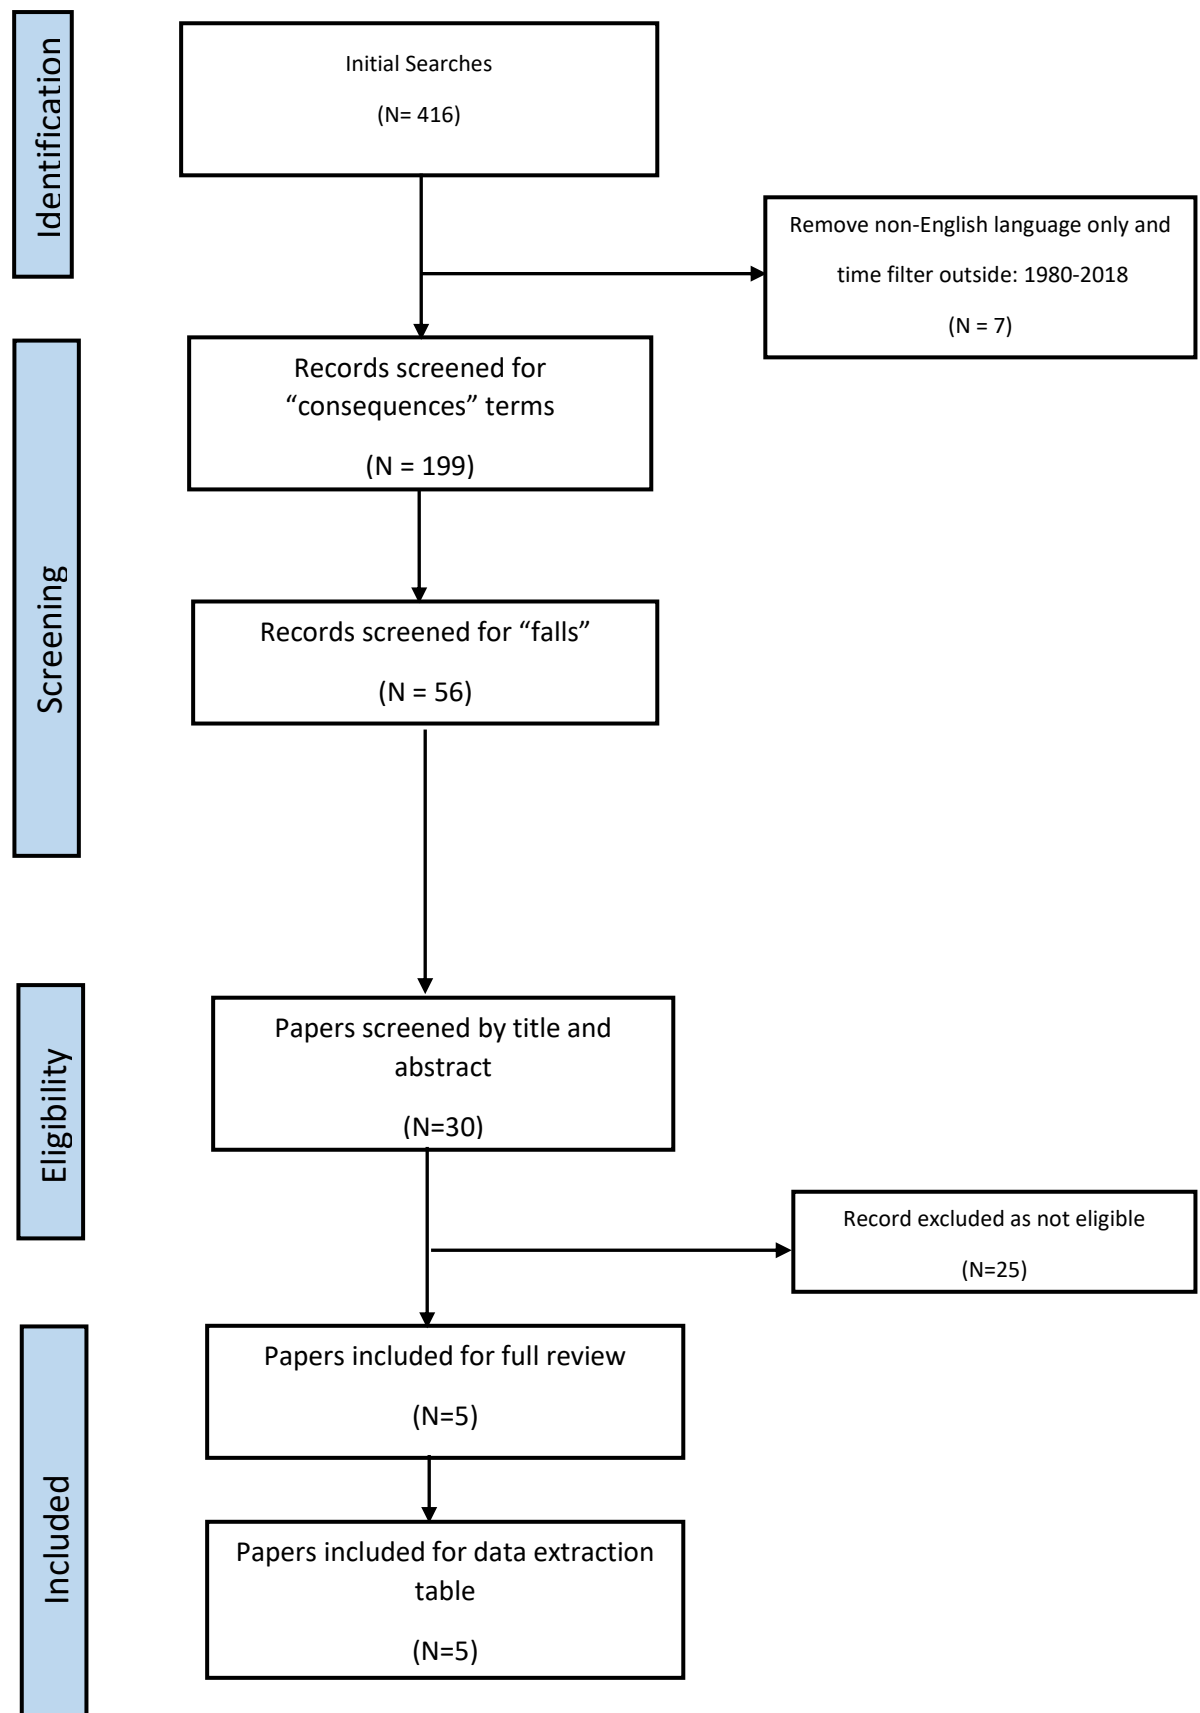 Identification
Initial Searches
(N= 416)
Remove non-English language only and
time filter outside: 1980-2018
(N = 7)
Screening
Records screened for
“consequences” terms
(N = 199)
Records screened for “falls”
(N = 56)
Eligibility
Papers screened by title and
abstract
(N=30)
Record excluded as not eligible
(N=25)
Included
Papers included for full review
(N=5)
Papers included for data extraction
table
(N=5)